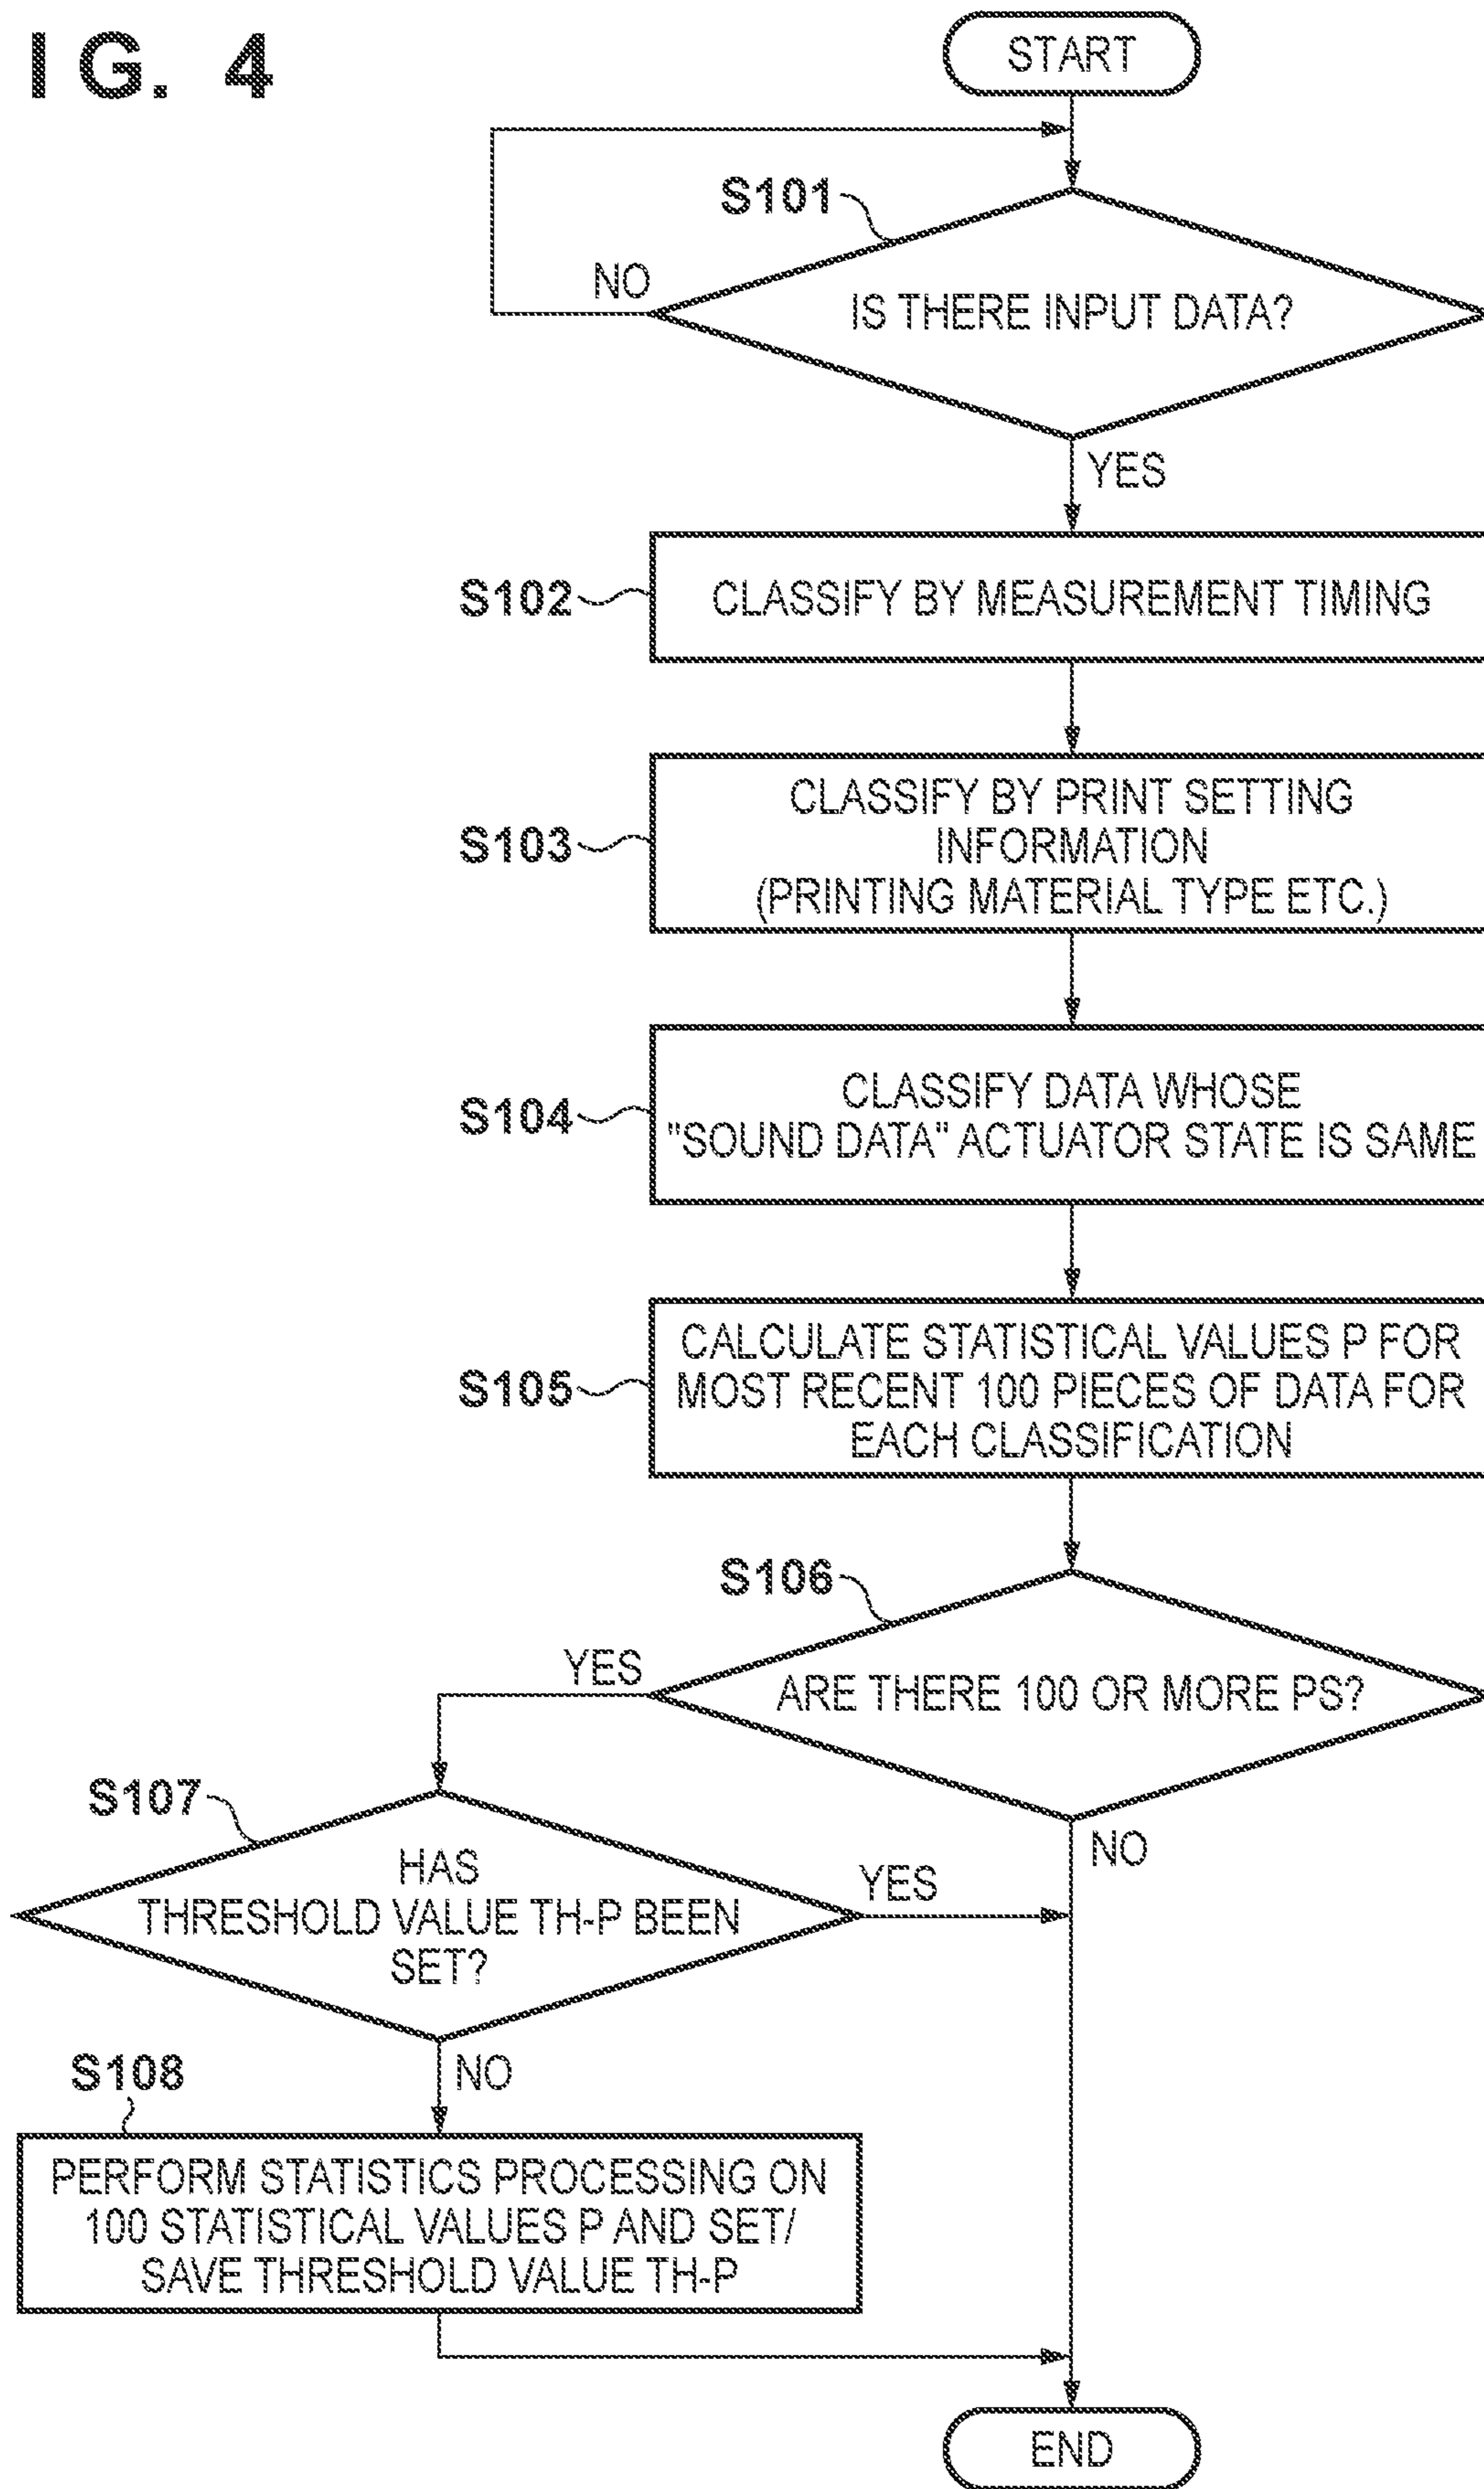 I G. 4
START
S101
NO
IS THERE INPUT DATA?
YES
S102
CLASSIFY BY MEASUREMENT TIMING
S103
CLASSIFY BY PRINT SETTING
INFORMATION
(PRINTING MATERIAL TYPE ETC.)
S104
CLASSIFY DATA WHOSE
"SOUND DATA" ACTUATOR STATE IS SAME
S105
CALCULATE STATISTICAL VALUES P FOR
MOST RECENT 100 PIECES OF DATA FOR
EACH CLASSIFICATION
S106
YES
ARE THERE 100 OR MORE PS?
NO
S107
HAS
THRESHOLD VALUE TH-P BEEN
SET?
YES
NO
S108
PERFORM STATISTICS PROCESSING ON
100 STATISTICAL VALUES P AND SET/
SAVE THRESHOLD VALUE TH-P
END